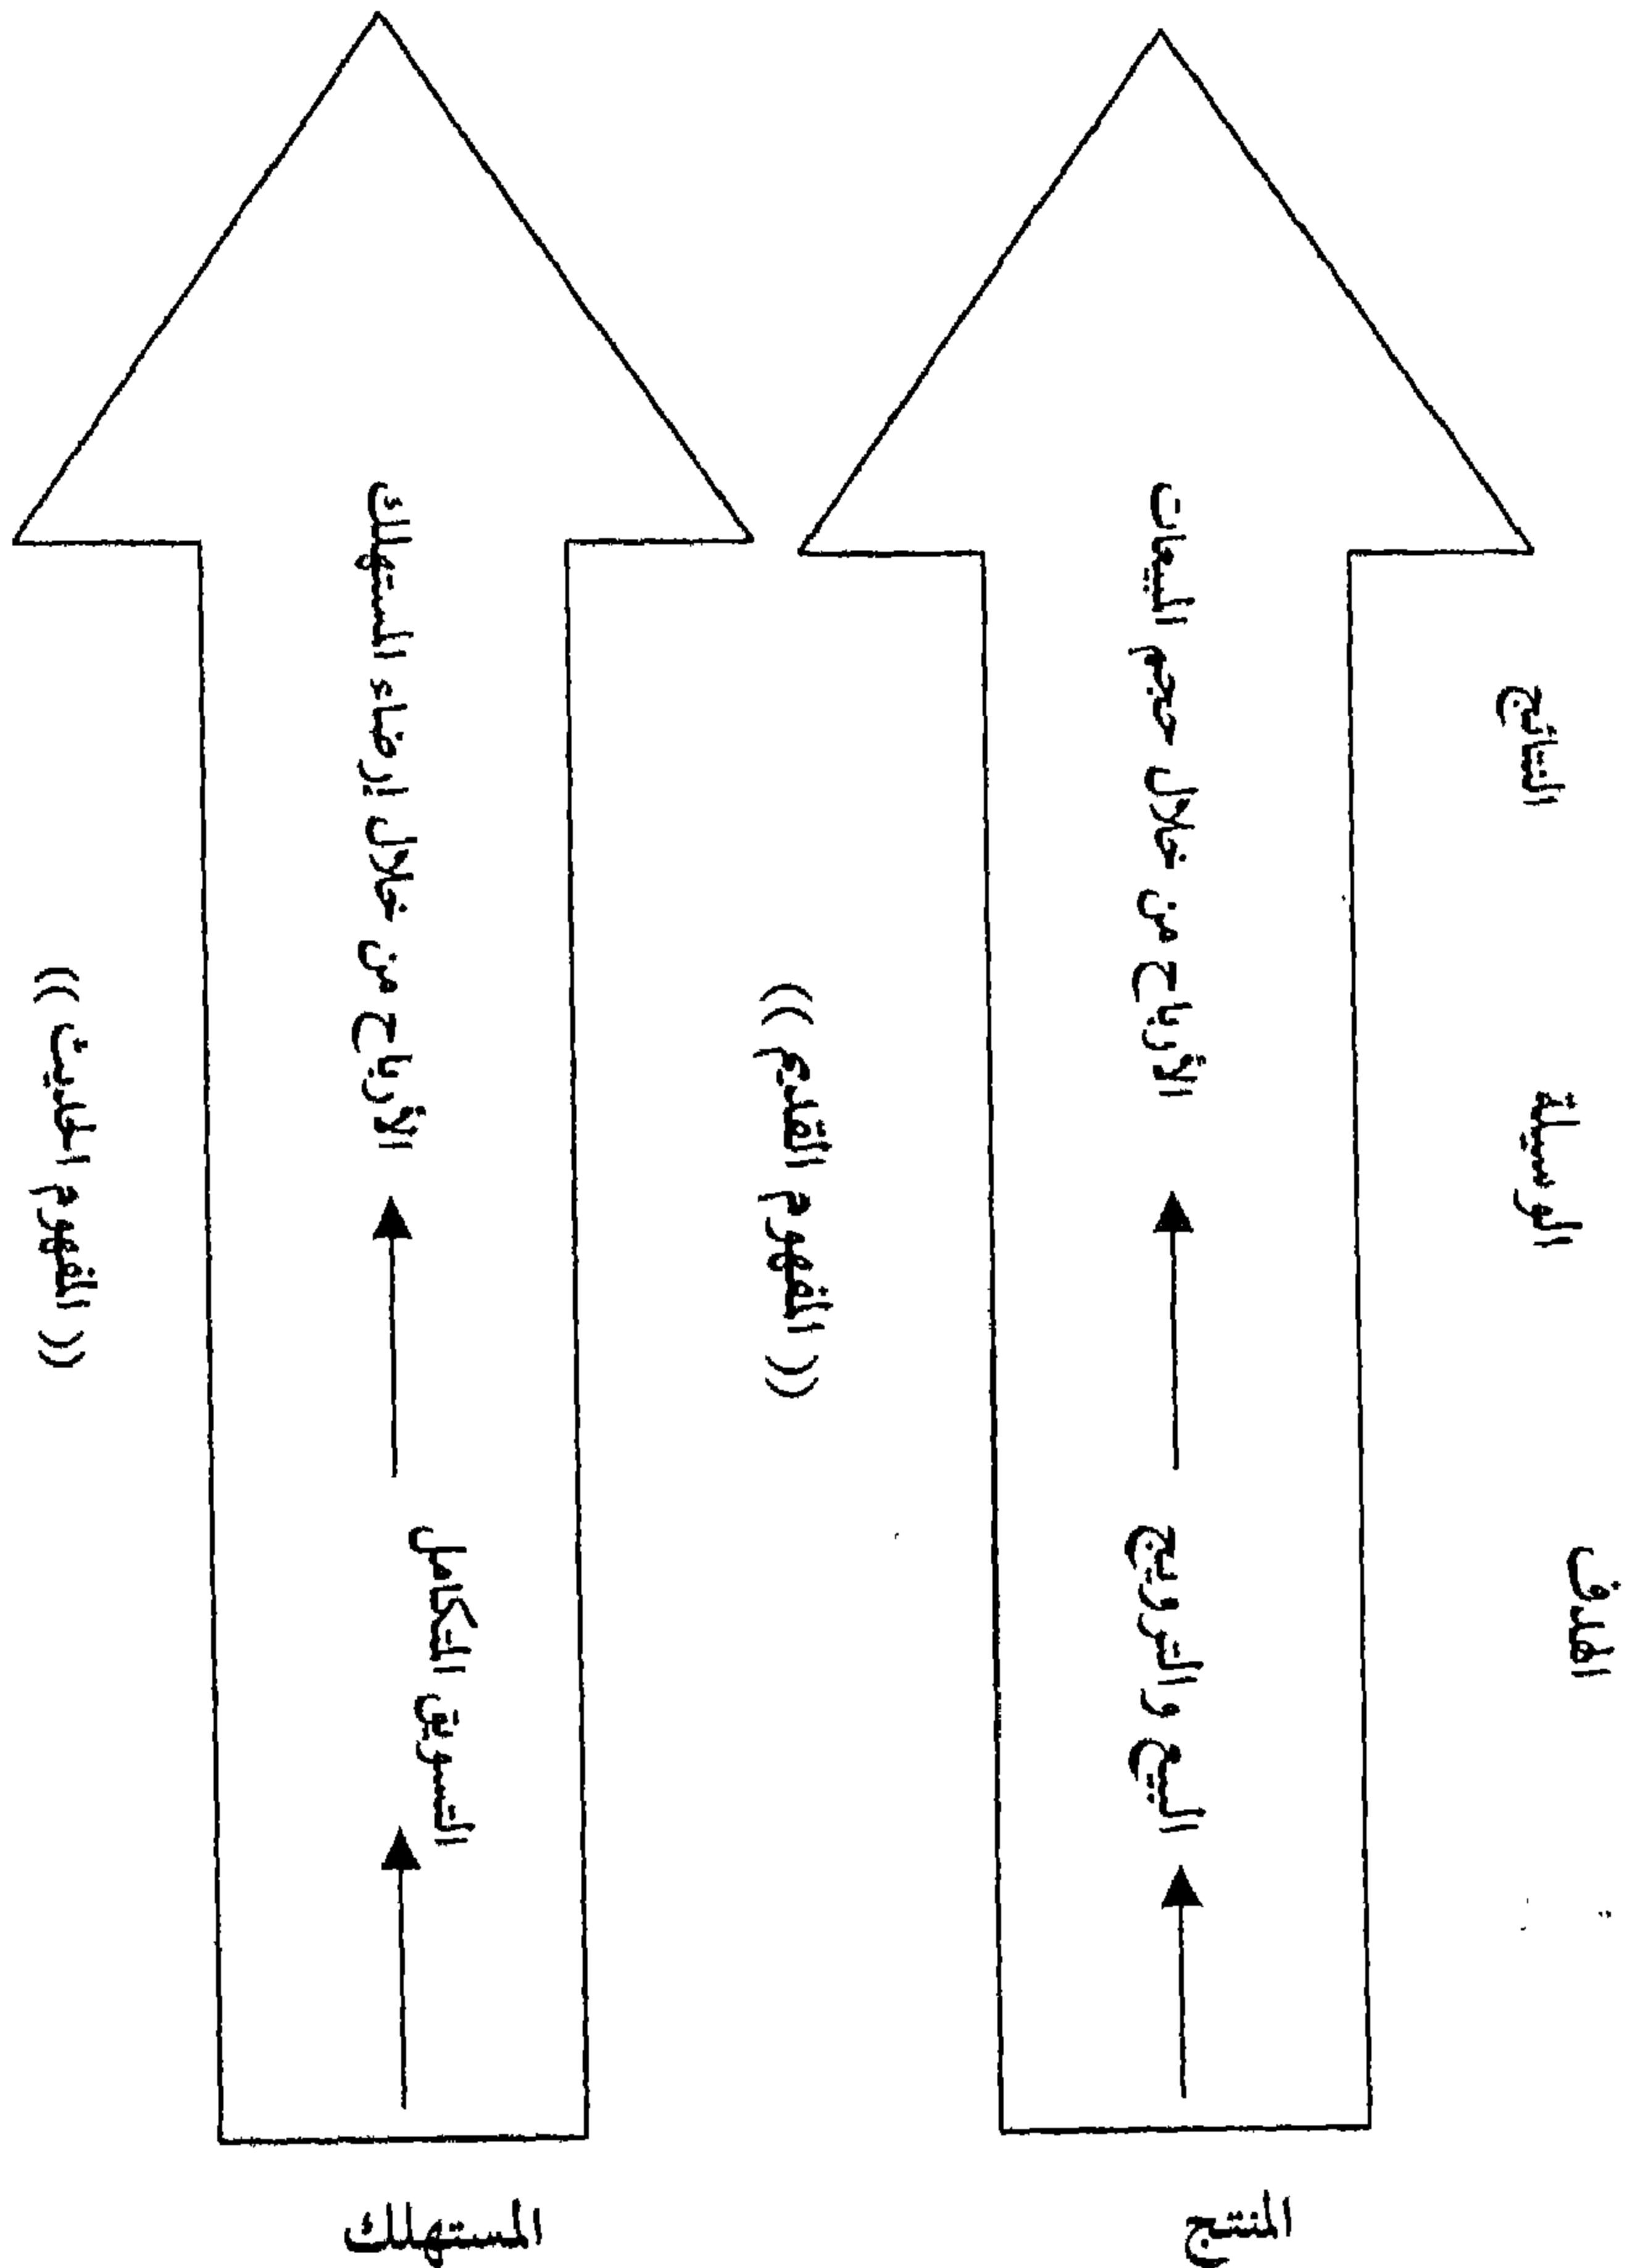 الهدف
الوسيلة
النتائج
المنتج
البيع والترويج
الأرباح من خلال حجم المبيعات
(( المفهوم القديم ))
المستهلك
التسويق المتكامل
الأرباح من خلال إرضاء المستهلك
(( المفهوم الحديث ))